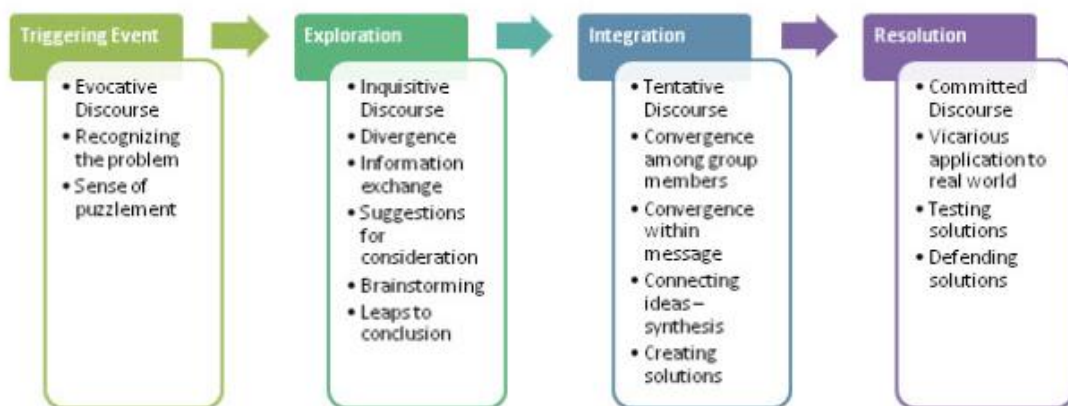 Triggering Event
• Evocative
Discourse
• Recognizing
the problem
• Sense of
puzzlement
Exploration
• Inquisitive
Discourse
• Divergence
• Information
exchange
• Suggestions
for
consideration
• Brainstorming
• Leaps to
conclusion
Integration
• Tentative
Discourse
• Convergence
among group
members
• Convergence
within
message
• Connecting
ideas –
synthesis
• Creating
solutions
Resolution
• Committed
Discourse
• Vicarious
application to
real world
• Testing
solutions
• Defending
solutions